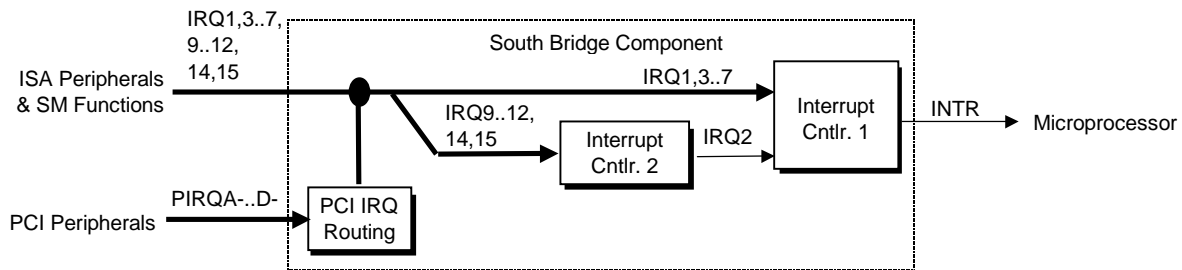 IRQ1,3..7,
9..12,
14,15
South Bridge Component
ISA Peripherals
& SM Functions
IRQ1,3..7
IRQ9..12,
14,15
Interrupt
Cntlr. 2
IRQ2
Interrupt
Cntlr. 1
INTR
Microprocessor
PIRQA-..D-
PCI Peripherals
PCI IRQ
Routing